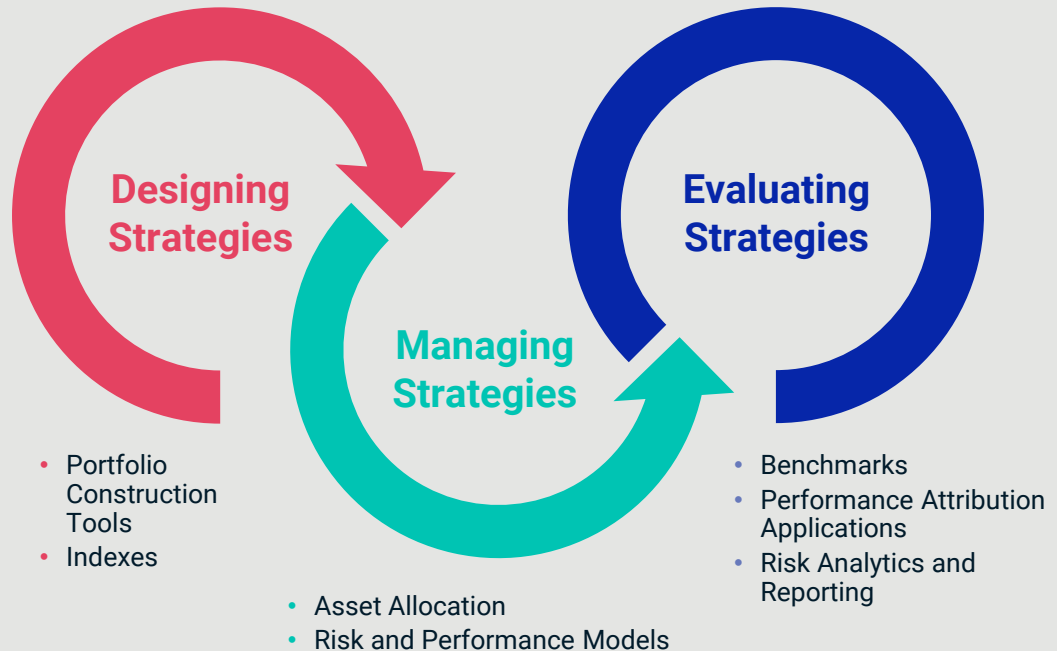 Designing
Strategies
• Portfolio
Construction
Tools
• Indexes
Managing
Strategies
• Asset Allocation
• Risk and Performance Models
Evaluating
Strategies
• Benchmarks
• Performance Attribution
Applications
• Risk Analytics and
Reporting